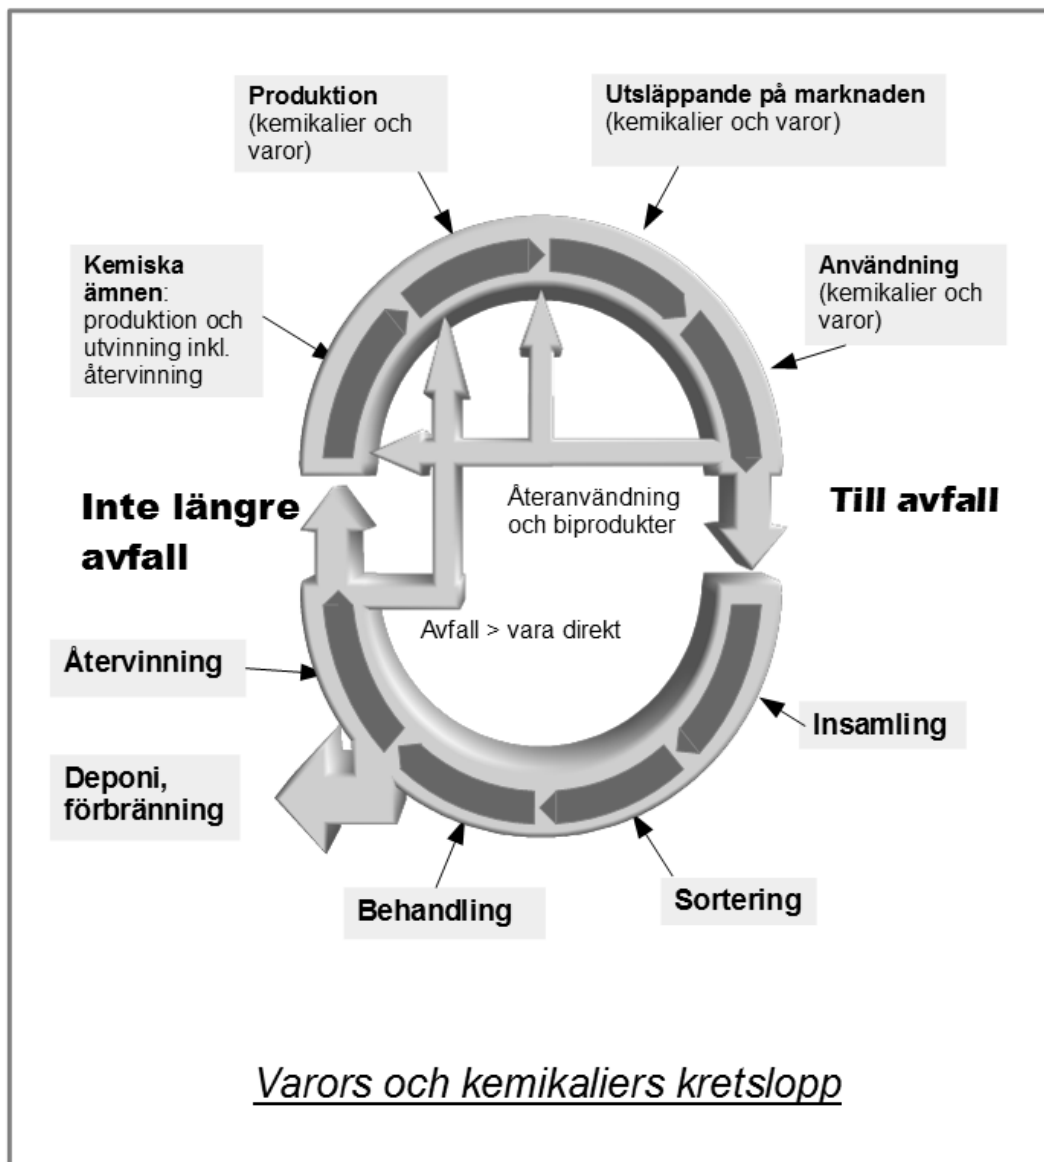 Produktion
(kemikalier och
varor)
Utsläppande på marknaden
(kemikalier och varor)
Kemiska
ämnen:
produktion och
utvinning inkl.
återvinning
Användning
(kemikalier och
varor)
Inte längre
avfall
Återanvändning
och biprodukter
Till avfall
Avfall > vara direkt
Återvinning
Insamling
Deponi,
förbränning
Behandling
Sortering
Varors och kemikaliers kretslopp